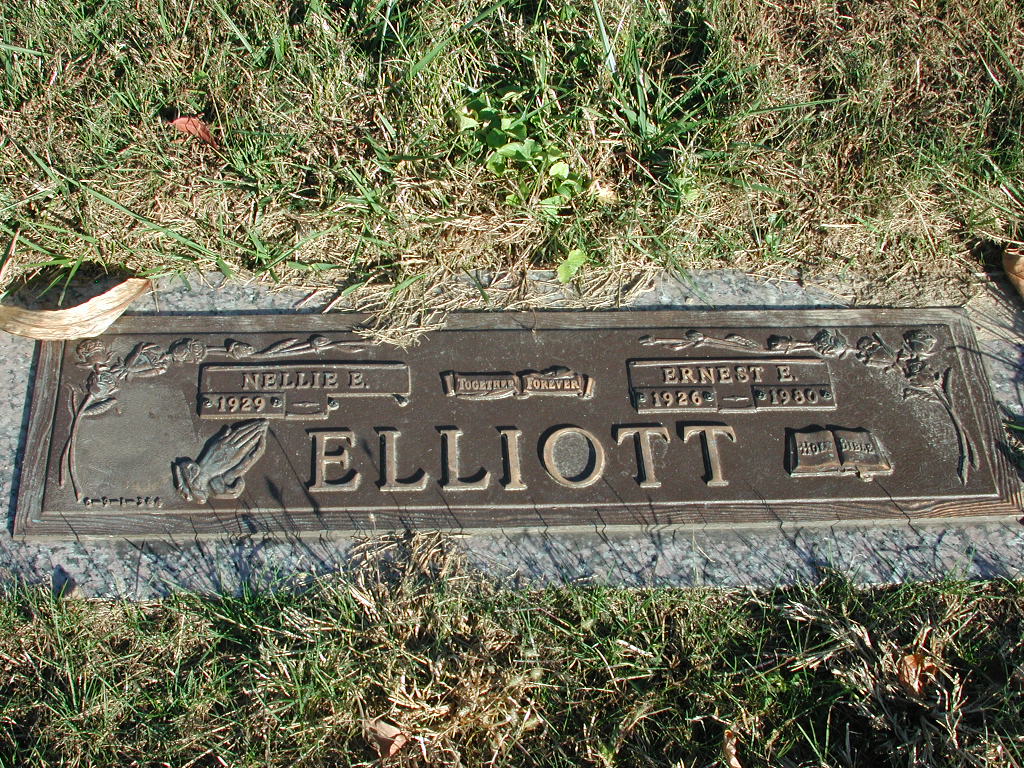 NELLIE E.
1929
TOGETHER FOREVER
ERNEST E.
1926 1980
ELLIOTT
HOLY BIBLE